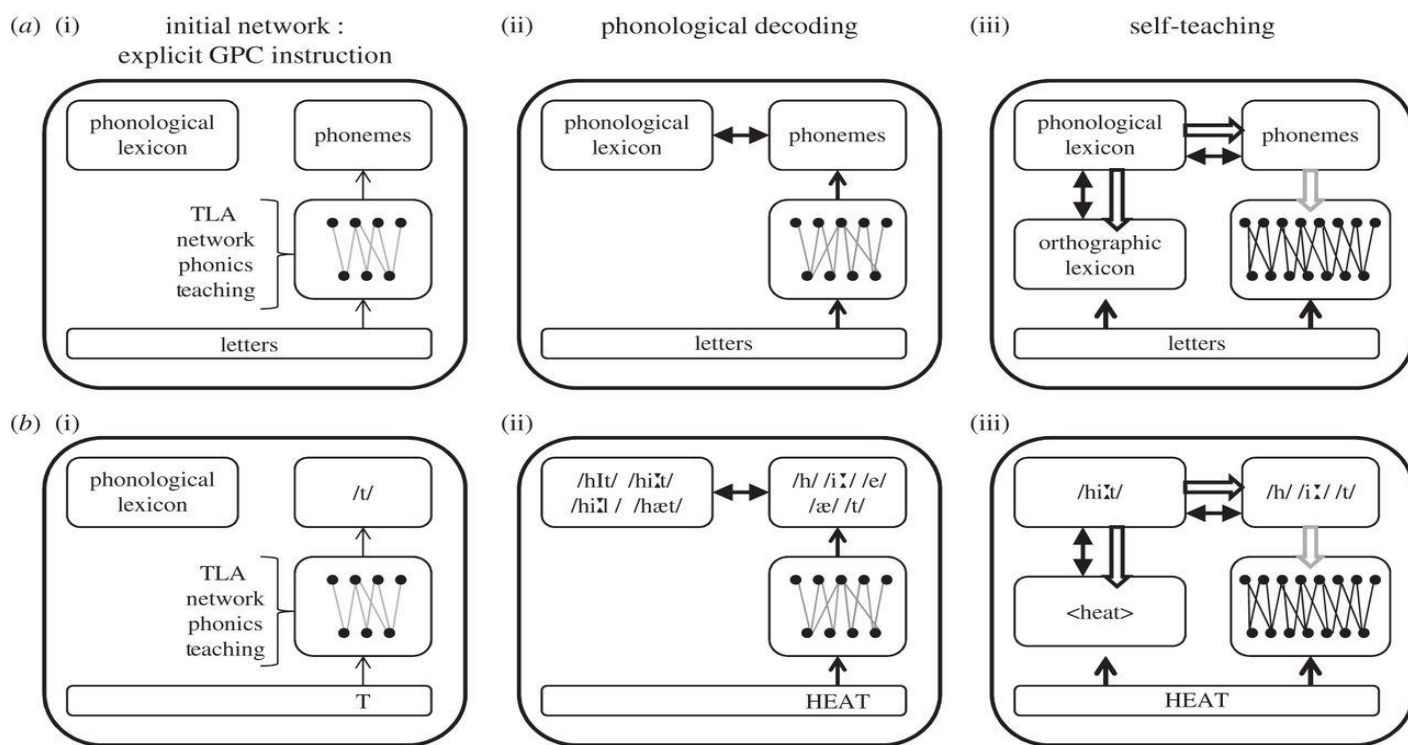 (a) (i) initial network :
explicit GPC instruction
phonological
lexicon
phonemes
TLA
network
phonics
teaching
letters
(ii) phonological decoding
phonological
lexicon
phonemes
letters
(iii) self-teaching
phonological
lexicon
phonemes
orthographic
lexicon
letters
(b) (i)
phonological
lexicon
/t/
TLA
network
phonics
teaching
T
(ii)
/hIt/ /hiːt/
/hiːl / /hæt/
/h/ /iː/ /e/
/æ/ /t/
HEAT
(iii)
/hiːt/
/h/ /iː/ /t/
<heat>
HEAT